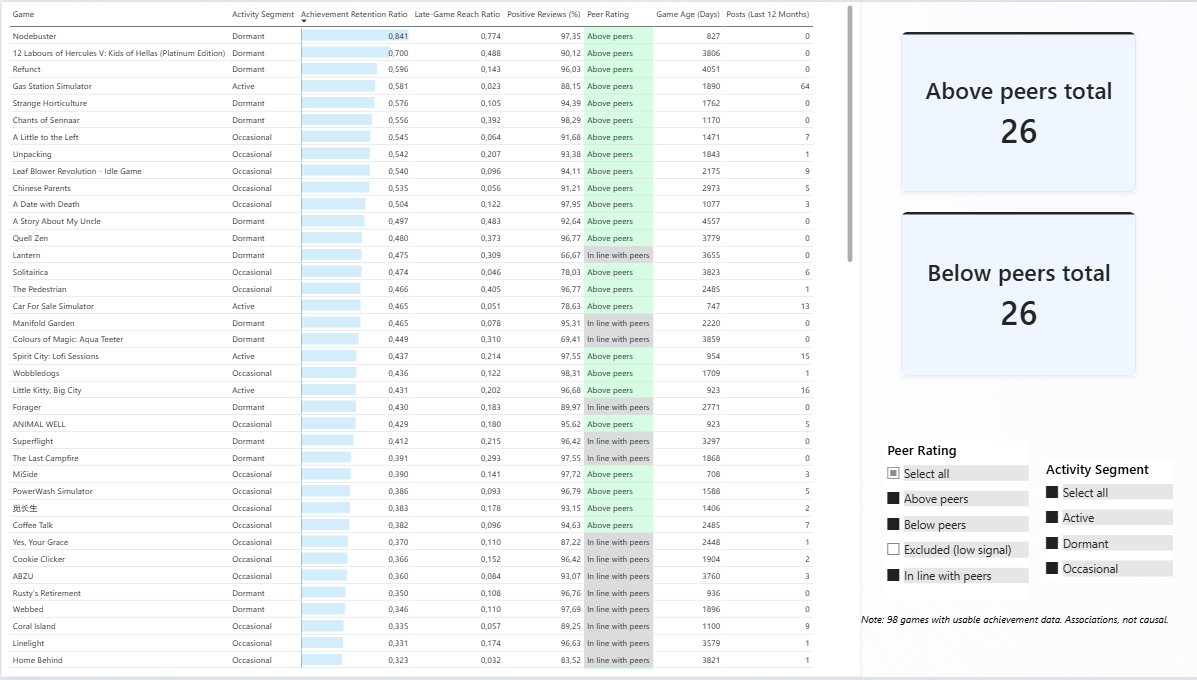 Game Activity Segment Achievement Retention Ratio Late-Game Reach Ratio Positive Reviews (%) Peer Rating Game Age (Days) Posts (Last 12 Months)
Nodebuster Dormant 0,841 0,774 97,35 Above peers 827 0
12 Labours of Hercules V: Kids of Hellas (Platinum Edition) Dormant 0,700 0,488 90,12 Above peers 3806 0
Refunct Dormant 0,596 0,143 96,03 Above peers 4051 0
Gas Station Simulator Active 0,581 0,023 88,15 Above peers 1890 64
Strange Horticulture Dormant 0,576 0,105 94,39 Above peers 1762 0
Chants of Sennaar Dormant 0,556 0,392 98,29 Above peers 1170 0
A Little to the Left Occasional 0,545 0,064 91,68 Above peers 1471 7
Unpacking Occasional 0,542 0,207 93,38 Above peers 1843 1
Leaf Blower Revolution - Idle Game Occasional 0,540 0,096 94,11 Above peers 2175 9
Chinese Parents Occasional 0,535 0,056 91,21 Above peers 2973 5
A Date with Death Occasional 0,504 0,122 97,95 Above peers 1077 3
A Story About My Uncle Dormant 0,497 0,483 92,64 Above peers 4557 0
Quell Zen Dormant 0,480 0,373 96,77 Above peers 3779 0
Lantern Dormant 0,475 0,309 66,67 In line with peers 3655 0
Solitairica Occasional 0,474 0,046 78,03 Above peers 3823 6
The Pedestrian Occasional 0,466 0,405 96,77 Above peers 2485 1
Car For Sale Simulator Active 0,465 0,051 78,63 Above peers 747 13
Manifold Garden Dormant 0,465 0,078 95,31 In line with peers 2220 0
Colours of Magic: Aqua Teeter Dormant 0,449 0,310 69,41 In line with peers 3859 0
Spirit City: Lofi Sessions Active 0,437 0,214 97,55 Above peers 954 15
Wobbledogs Occasional 0,436 0,122 98,31 Above peers 1709 1
Little Kitty, Big City Active 0,431 0,202 96,68 Above peers 923 16
Forager Dormant 0,430 0,183 89,97 In line with peers 2771 0
ANIMAL WELL Occasional 0,429 0,180 95,62 Above peers 923 5
Superflight Dormant 0,412 0,215 96,42 In line with peers 3297 0
The Last Campfire Dormant 0,391 0,293 97,55 In line with peers 1868 0
MiSide Occasional 0,390 0,141 97,72 Above peers 708 3
PowerWash Simulator Occasional 0,386 0,093 96,79 Above peers 1588 5
觅长生 Occasional 0,383 0,178 93,15 Above peers 1406 2
Coffee Talk Occasional 0,382 0,096 94,63 Above peers 2485 7
Yes, Your Grace Occasional 0,370 0,110 87,22 In line with peers 2448 1
Cookie Clicker Occasional 0,366 0,152 96,42 In line with peers 1904 2
ABZU Occasional 0,360 0,084 93,07 In line with peers 3760 3
Rusty's Retirement Dormant 0,350 0,108 96,76 In line with peers 936 0
Webbed Dormant 0,346 0,110 97,69 In line with peers 1896 0
Coral Island Occasional 0,335 0,057 89,25 In line with peers 1100 9
Linelight Occasional 0,331 0,174 96,63 In line with peers 3579 1
Home Behind Occasional 0,323 0,032 83,52 In line with peers 3821 1
Above peers total
26
Below peers total
26
Peer Rating
Select all
Above peers
Below peers
Excluded (low signal)
In line with peers
Activity Segment
Select all
Active
Dormant
Occasional
Note: 98 games with usable achievement data. Associations, not causal.